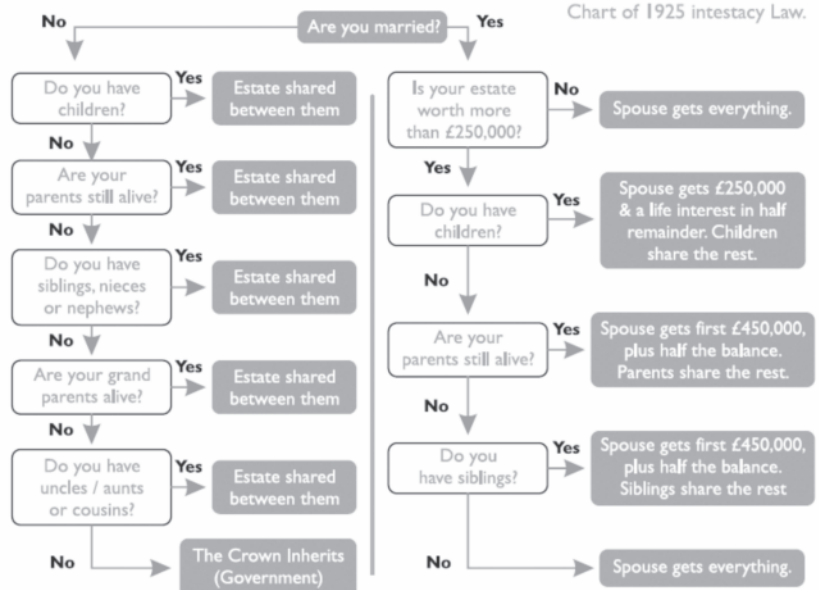 Chart of 1925 intestacy Law.
Are you married?
No
Do you have
children?
Yes
Estate shared
between them
No
Are your
parents still alive?
Yes
Estate shared
between them
No
Do you have
siblings, nieces
or nephews?
Yes
Estate shared
between them
No
Are your grand
parents alive?
Yes
Estate shared
between them
No
Do you have
uncles / aunts
or cousins?
Yes
Estate shared
between them
No
The Crown Inherits
(Government)
Yes
Is your estate
worth more
than £250,000?
No
Spouse gets everything.
Yes
Do you have
children?
Yes
Spouse gets £250,000
& a life interest in half
remainder. Children
share the rest.
No
Are your
parents still alive?
Yes
Spouse gets first £450,000,
plus half the balance.
Parents share the rest.
No
Do you
have siblings?
Yes
Spouse gets first £450,000,
plus half the balance.
Siblings share the rest
No
Spouse gets everything.